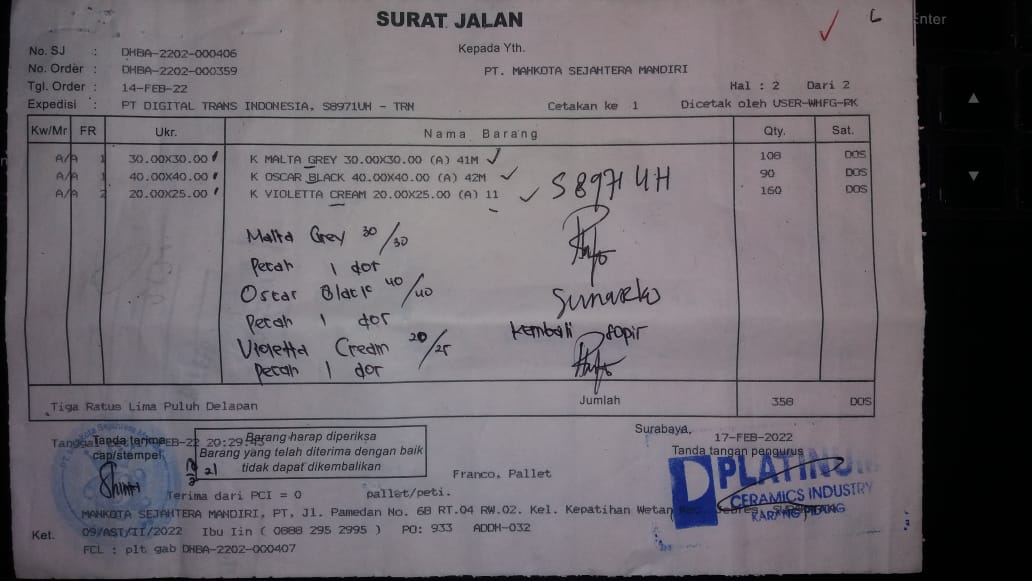 SURAT JALAN
Enter
No. SJ : DHBA-2202-000406
Kepada Yth.
No. Order : DHBA-2202-000359
PT. MAHKOTA SEJAHTERA MANDIRI
Tgl. Order : 14-FEB-22
Hal : 2 Dari 2
Expedisi : PT DIGITAL TRANS INDONESIA, S8971UH - TRN
Cetakan ke 1 Dicetak oleh USER-WHFG-PK
Kw/Mr FR Ukr. Nama Barang Qty. Sat.
A/A 1 30.00X30.00 K MALTA GREY 30.00X30.00 (A) 41M 108 DOS
A/A 1 40.00X40.00 K OSCAR BLACK 40.00X40.00 (A) 42M 90 DOS
A/A 2 20.00X25.00 K VIOLETTA CREAM 20.00X25.00 (A) 11 160 DOS
S 8971 UH
Malta Grey 30/30
Pecah 1 dor
Oscar Black 40/40
Pecah 1 dor
Violetta Cream 20/25
Pecah 1 dor
Sunarko
kembali sopir
Tiga Ratus Lima Puluh Delapan
Jumlah 358 DOS
Surabaya, 17-FEB-2022
Tanda terima
cap/stempel
20:29:43
Barang harap diperiksa
Barang yang telah diterima dengan baik
tidak dapat dikembalikan
Tanda tangan pengurus
PLATINUM
CERAMICS INDUSTRY
KARANG PILANG
Franco, Pallet
Terima dari PCI = 0 pallet/peti.
MAHKOTA SEJAHTERA MANDIRI, PT, Jl. Pamedan No. 68 RT.04 RW.02. Kel. Kepatihan Wetan
Ket. 09/AST/II/2022 Ibu Iin ( 0888 295 2995 ) PO: 933 ADDH-032
FCL : plt gab DHBA-2202-000407